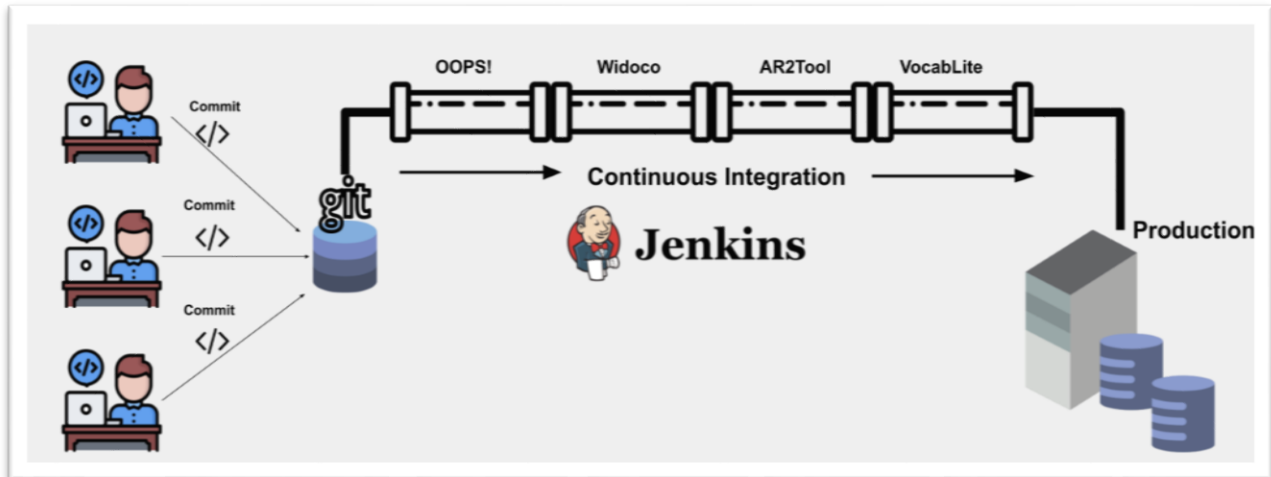 OOPS!
Widoco
AR2Tool
VocabLite
Commit
</>
</>
git
Continuous Integration
Jenkins
Production
Commit
</>
</>
Commit
</>
</>